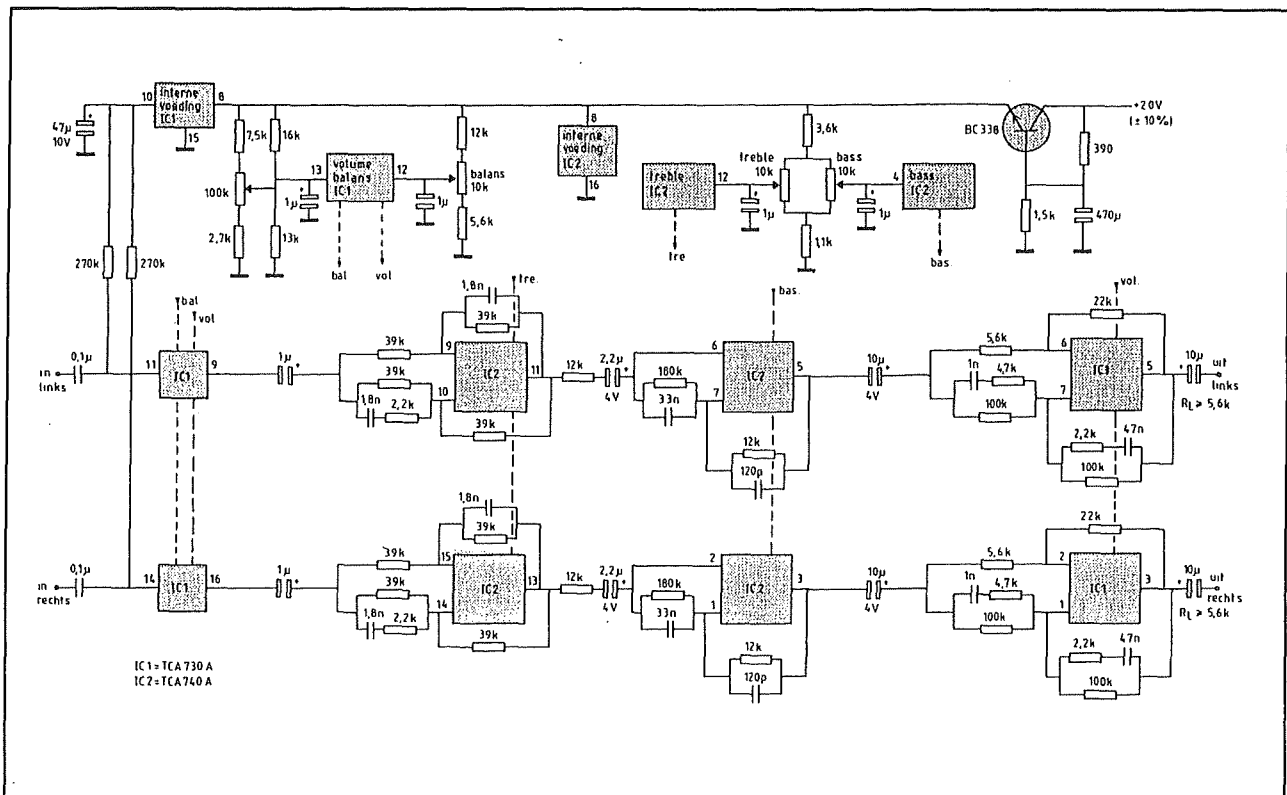 interne voeding IC1
10
8
15
47µ
10V
7,5k
16k
100k
2,7k
13k
1µ
13
volume balans IC1
12
1µ
12k
balans
10k
5,6k
bal
vol
8
interne voeding IC2
16
treble IC2
12
1µ
tre
3,6k
treble
10k
bass
10k
1,1k
1µ
4
bass IC2
bas.
BC338
+20V
(± 10%)
390
1,5k
470µ
270k
270k
bal
vol
in
links
0,1µ
11
IC1
9
1µ
39k
39k
1,8n
2,2k
1,8n
39k
tre.
9
10
IC2
11
39k
12k
2,2µ
4V
180k
33n
bas.
6
7
IC2
5
12k
120p
10µ
4V
5,6k
1n
4,7k
100k
vol.
22k
6
7
IC1
5
2,2k
47n
100k
10µ
uit
links
RL ≥ 5,6k
in
rechts
0,1µ
14
IC1
16
1µ
39k
39k
1,8n
2,2k
1,8n
39k
15
14
IC2
13
39k
12k
2,2µ
4V
180k
33n
2
1
IC2
3
12k
120p
10µ
4V
5,6k
1n
4,7k
100k
22k
2
1
IC1
3
2,2k
47n
100k
10µ
uit
rechts
RL ≥ 5,6k
IC1=TCA730A
IC2=TCA740A